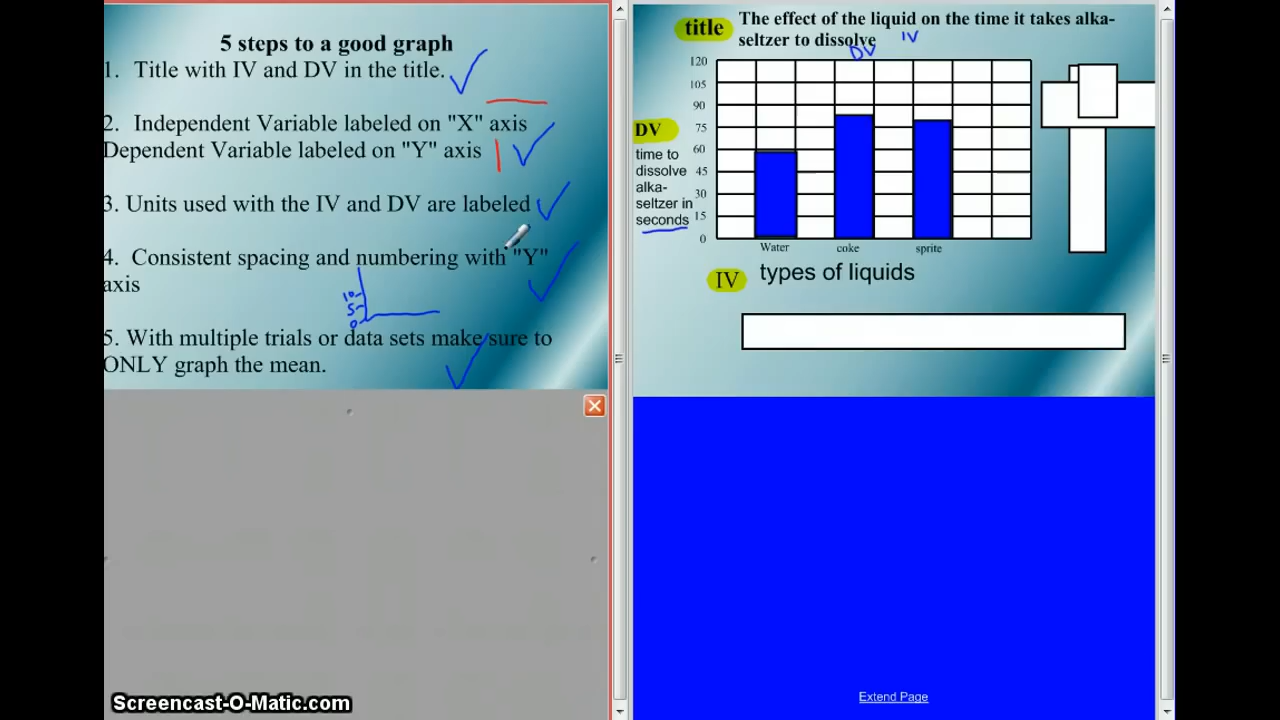 5 steps to a good graph
1. Title with IV and DV in the title.
2. Independent Variable labeled on "X" axis
Dependent Variable labeled on "Y" axis
3. Units used with the IV and DV are labeled
4. Consistent spacing and numbering with "Y"
axis
10
5
0
5. With multiple trials or data sets make sure to
ONLY graph the mean.
Screencast-O-Matic.com
title
The effect of the liquid on the time it takes alka-
seltzer to dissolve
DV
IV
120
105
90
75
60
45
30
15
0
DV
time to
dissolve
alka-
seltzer in
seconds
Water
coke
sprite
IV
types of liquids
Extend Page